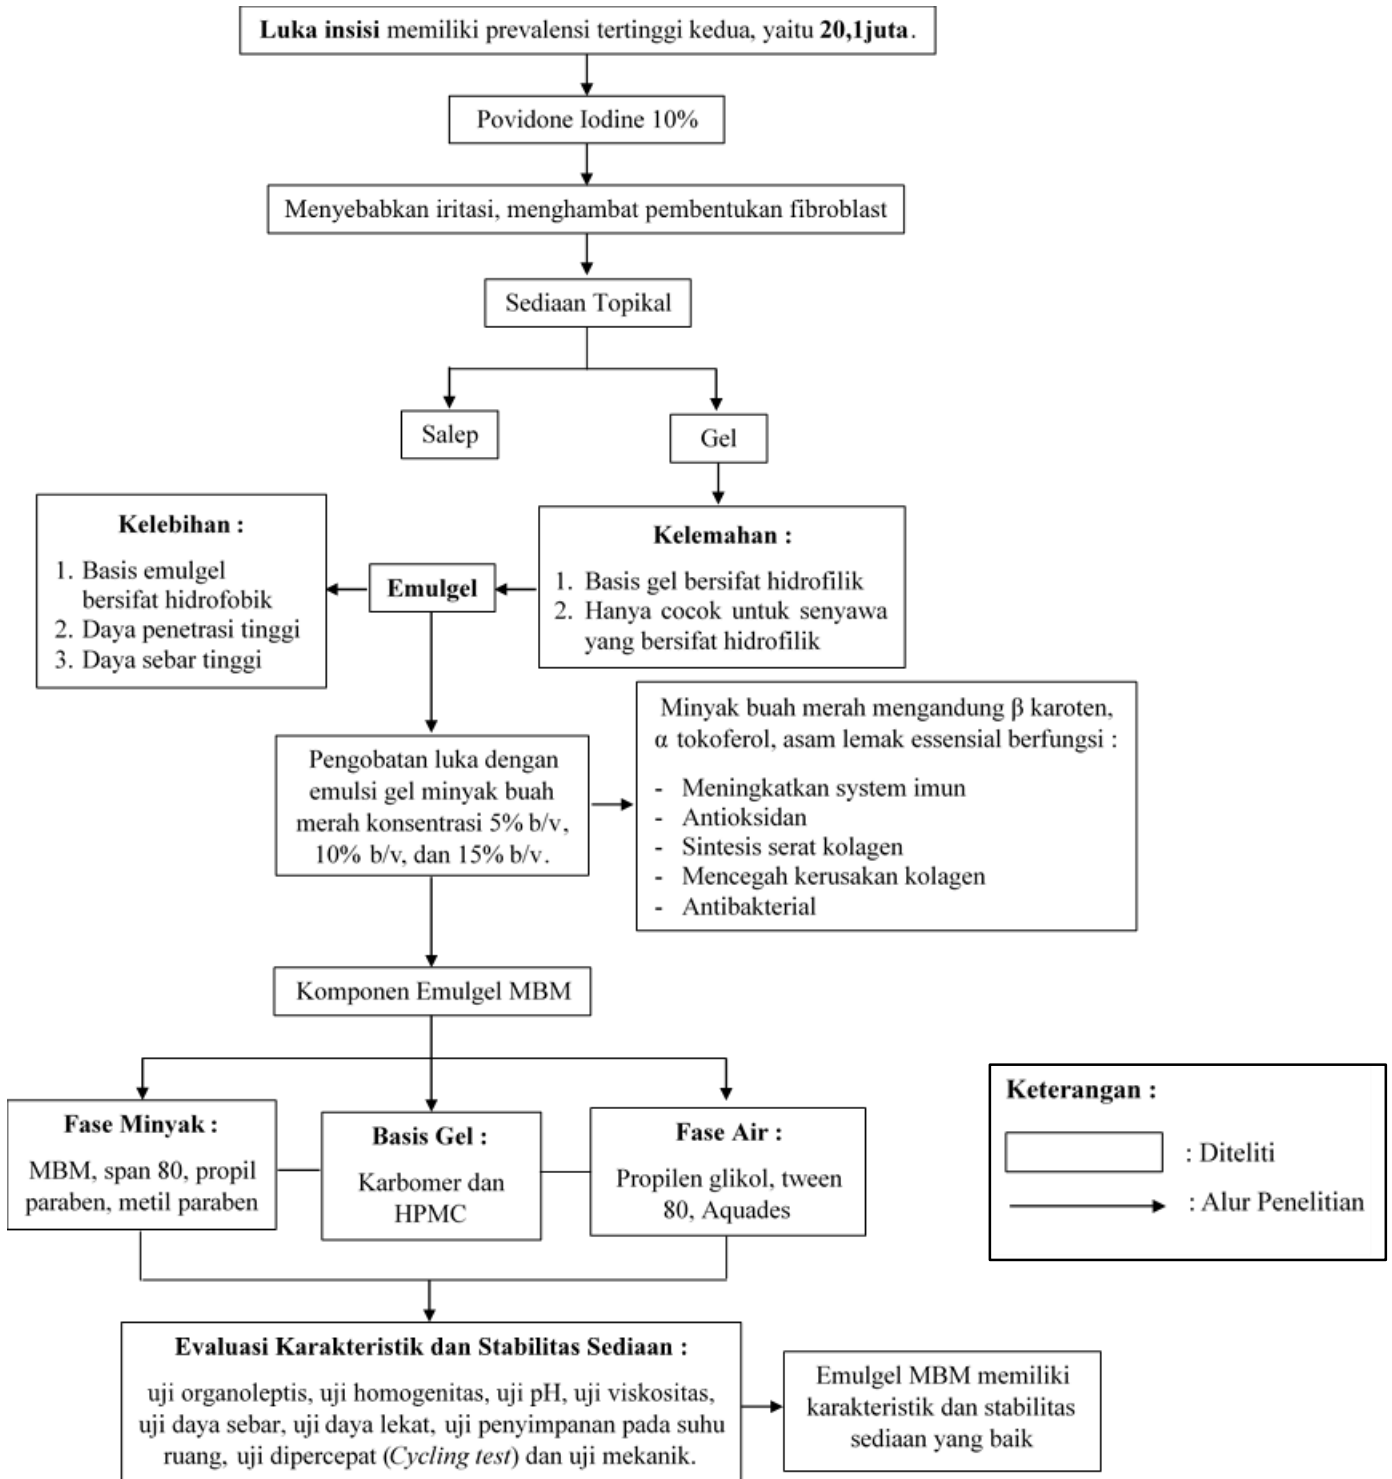 Luka insisi memiliki prevalensi tertinggi kedua, yaitu 20,1juta.
Povidone Iodine 10%
Menyebabkan iritasi, menghambat pembentukan fibroblast
Sediaan Topikal
Salep
Gel
Kelebihan :
1. Basis emulgel
bersifat hidrofobik
2. Daya penetrasi tinggi
3. Daya sebar tinggi
Emulgel
Kelemahan :
1. Basis gel bersifat hidrofilik
2. Hanya cocok untuk senyawa
yang bersifat hidrofilik
Pengobatan luka dengan
emulsi gel minyak buah
merah konsentrasi 5% b/v,
10% b/v, dan 15% b/v.
Minyak buah merah mengandung β karoten,
α tokoferol, asam lemak essensial berfungsi :
- Meningkatkan system imun
- Antioksidan
- Sintesis serat kolagen
- Mencegah kerusakan kolagen
- Antibakterial
Komponen Emulgel MBM
Fase Minyak :
MBM, span 80, propil
paraben, metil paraben
Basis Gel :
Karbomer dan
HPMC
Fase Air :
Propilen glikol, tween
80, Aquades
Keterangan :
: Diteliti
: Alur Penelitian
Evaluasi Karakteristik dan Stabilitas Sediaan :
uji organoleptis, uji homogenitas, uji pH, uji viskositas,
uji daya sebar, uji daya lekat, uji penyimpanan pada suhu
ruang, uji dipercepat (Cycling test) dan uji mekanik.
Emulgel MBM memiliki
karakteristik dan stabilitas
sediaan yang baik